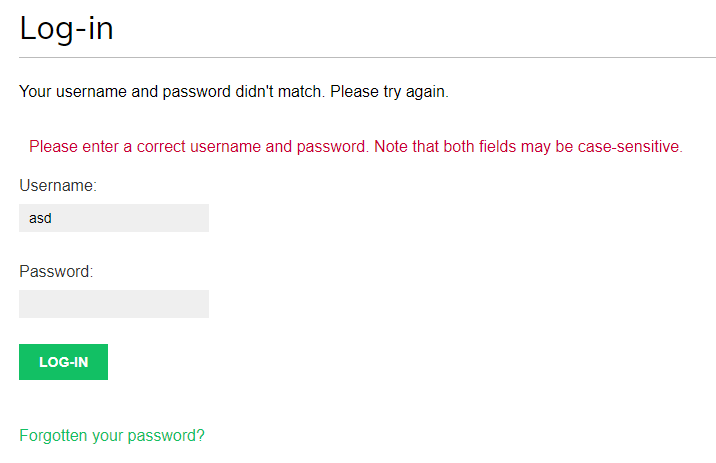 Log-in
Your username and password didn't match. Please try again.
Please enter a correct username and password. Note that both fields may be case-sensitive.
Username:
asd
Password:
LOG-IN
Forgotten your password?